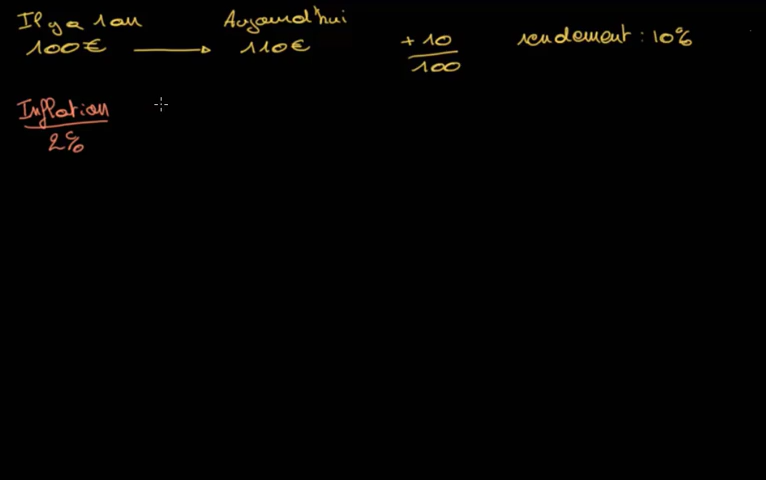 Il y a 1 an Aujourd'hui
100€ → 110€ + 10 / 100 rendement : 10%
Inflation
2%